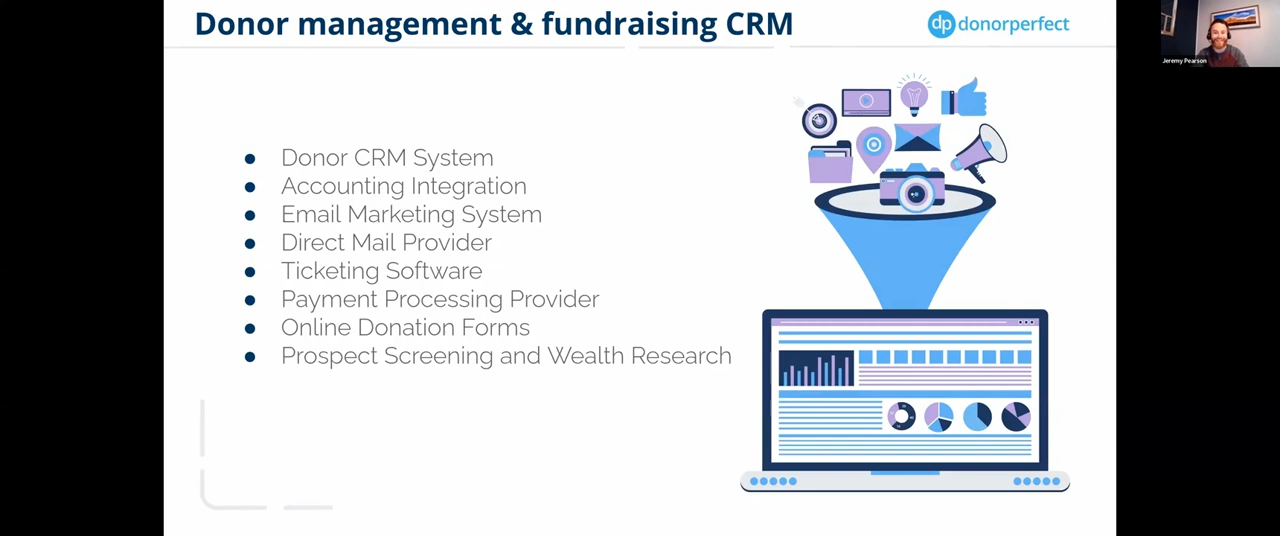 Donor management & fundraising CRM
dp donorperfect
Jeremy Pearson
● Donor CRM System
● Accounting Integration
● Email Marketing System
● Direct Mail Provider
● Ticketing Software
● Payment Processing Provider
● Online Donation Forms
● Prospect Screening and Wealth Research